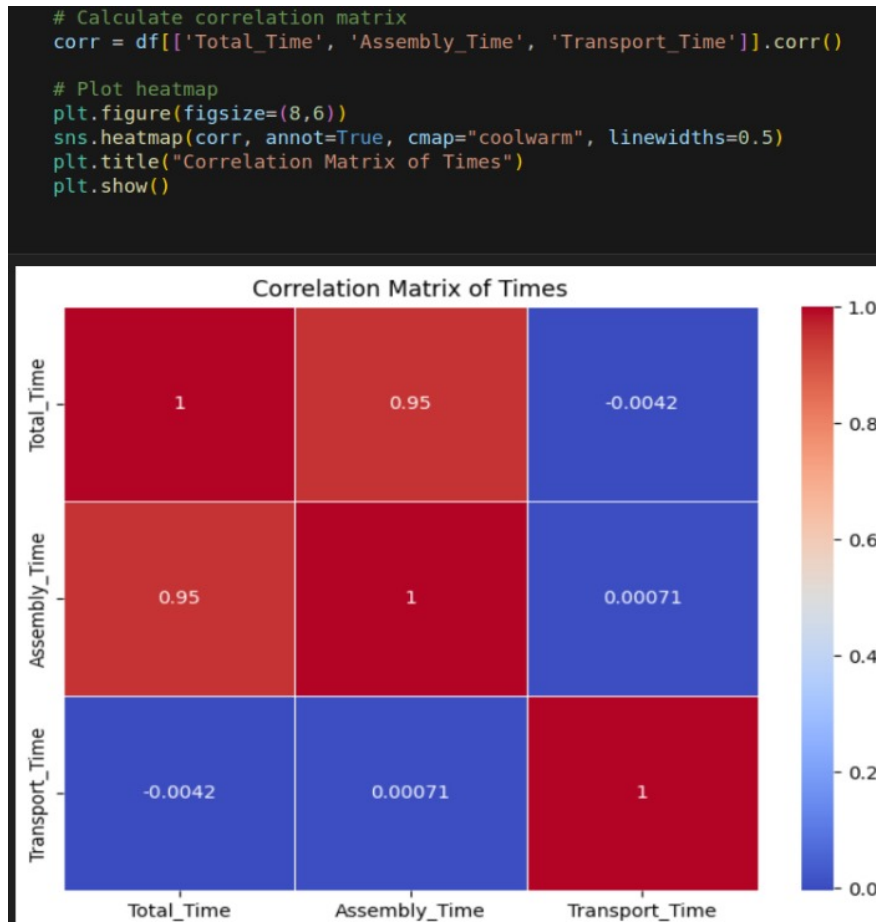 # Calculate correlation matrix
corr = df[['Total_Time', 'Assembly_Time', 'Transport_Time']].corr()
# Plot heatmap
plt.figure(figsize=(8,6))
sns.heatmap(corr, annot=True, cmap="coolwarm", linewidths=0.5)
plt.title("Correlation Matrix of Times")
plt.show()
Correlation Matrix of Times
Total_Time
1
0.95
-0.0042
Assembly_Time
0.95
1
0.00071
Transport_Time
-0.0042
0.00071
1
Total_Time
Assembly_Time
Transport_Time
1.0
0.8
0.6
0.4
0.2
0.0